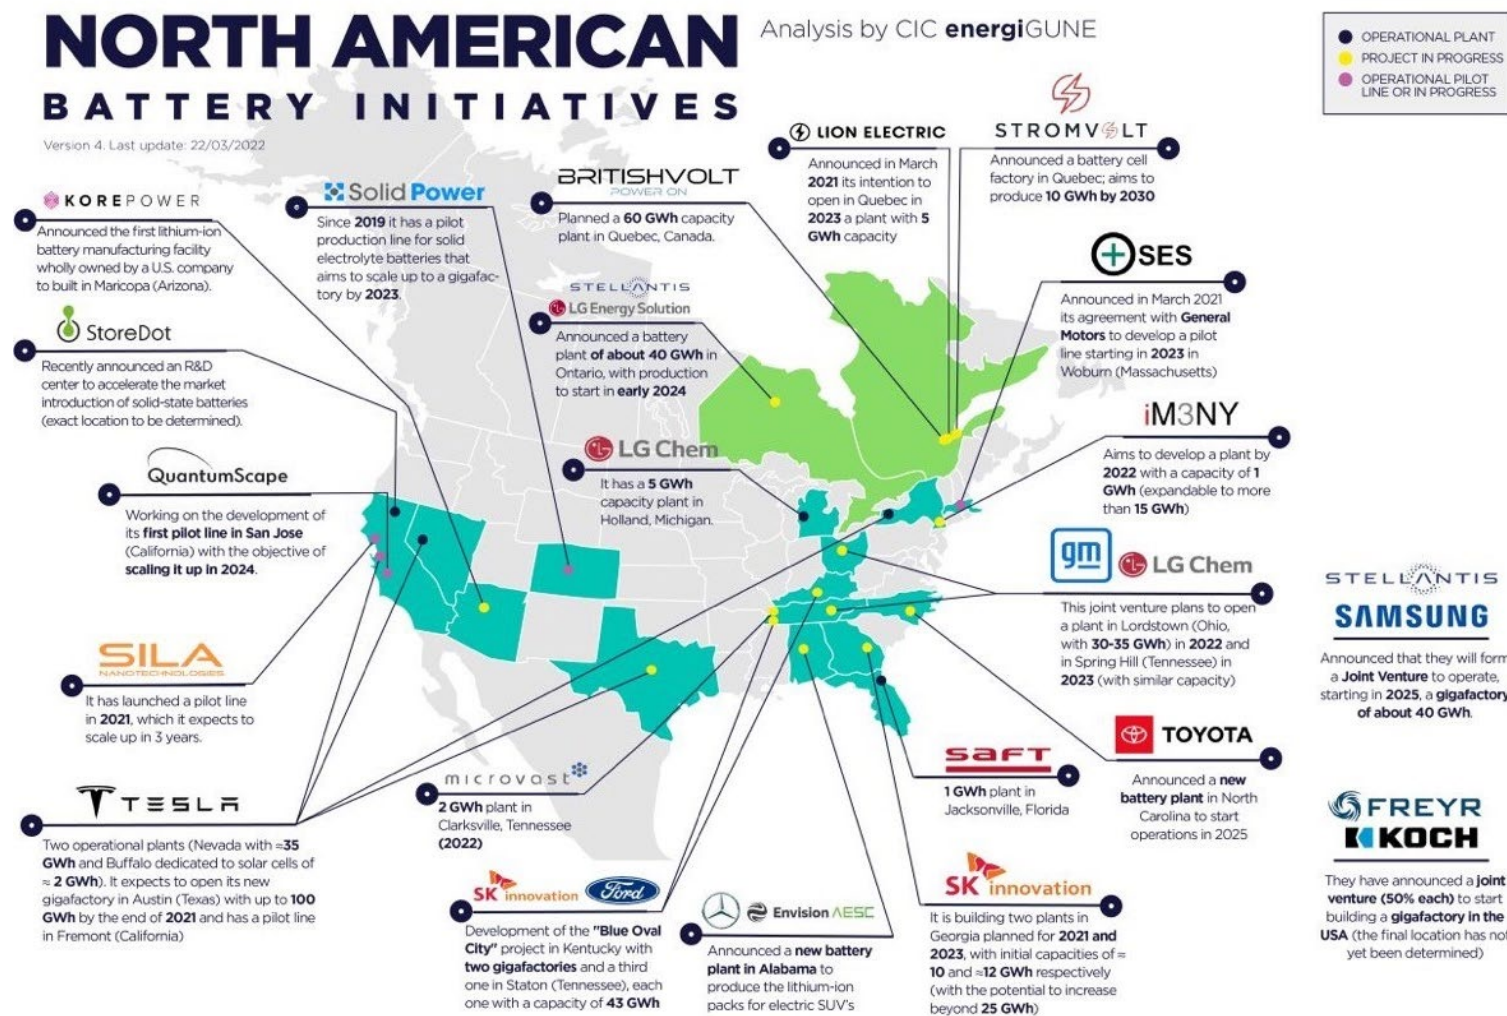 NORTH AMERICAN
BATTERY INITIATIVES
Version 4. Last update: 22/03/2022
Analysis by CIC energiGUNE
OPERATIONAL PLANT
PROJECT IN PROGRESS
OPERATIONAL PILOT
LINE OR IN PROGRESS
KOREPOWER
Announced the first lithium-ion
battery manufacturing facility
wholly owned by a U.S. company
to built in Maricopa (Arizona).
Solid Power
Since 2019 it has a pilot
production line for solid
electrolyte batteries that
aims to scale up to a gigafac-
tory by 2023.
BRITISHVOLT
POWER ON
Planned a 60 GWh capacity
plant in Quebec, Canada.
LION ELECTRIC
Announced in March
2021 its intention to
open in Quebec in
2023 a plant with 5
GWh capacity
STROMVOLT
Announced a battery cell
factory in Quebec; aims to
produce 10 GWh by 2030
SES
Announced in March 2021
its agreement with General
Motors to develop a pilot
line starting in 2023 in
Woburn (Massachusetts)
StoreDot
Recently announced an R&D
center to accelerate the market
introduction of solid-state batteries
(exact location to be determined).
STELLANTIS
LG Energy Solution
Announced a battery
plant of about 40 GWh in
Ontario, with production
to start in early 2024
LG Chem
It has a 5 GWh
capacity plant in
Holland, Michigan.
iM3NY
Aims to develop a plant by
2022 with a capacity of 1
GWh (expandable to more
than 15 GWh)
QuantumScape
Working on the development of
its first pilot line in San Jose
(California) with the objective of
scaling it up in 2024.
gm
LG Chem
This joint venture plans to open
a plant in Lordstown (Ohio,
with 30-35 GWh) in 2022 and
in Spring Hill (Tennessee) in
2023 (with similar capacity)
STELLANTIS
SAMSUNG
Announced that they will form
a Joint Venture to operate,
starting in 2025, a gigafactory
of about 40 GWh.
SILA
NANOTECHNOLOGIES
It has launched a pilot line
in 2021, which it expects to
scale up in 3 years.
TOYOTA
Announced a new
battery plant in North
Carolina to start
operations in 2025
saft
1 GWh plant in
Jacksonville, Florida
microvast
2 GWh plant in
Clarksville, Tennessee
(2022)
TESLA
Two operational plants (Nevada with ≈35
GWh and Buffalo dedicated to solar cells of
≈ 2 GWh). It expects to open its new
gigafactory in Austin (Texas) with up to 100
GWh by the end of 2021 and has a pilot line
in Fremont (California)
SK innovation
Ford
Development of the "Blue Oval
City" project in Kentucky with
two gigafactories and a third
one in Staton (Tennessee), each
one with a capacity of 43 GWh
Envision AESC
Announced a new battery
plant in Alabama to
produce the lithium-ion
packs for electric SUV's
SK innovation
It is building two plants in
Georgia planned for 2021 and
2023, with initial capacities of ≈
10 and ≈12 GWh respectively
(with the potential to increase
beyond 25 GWh)
FREYR
KOCH
They have announced a joint
venture (50% each) to start
building a gigafactory in the
USA (the final location has not
yet been determined)